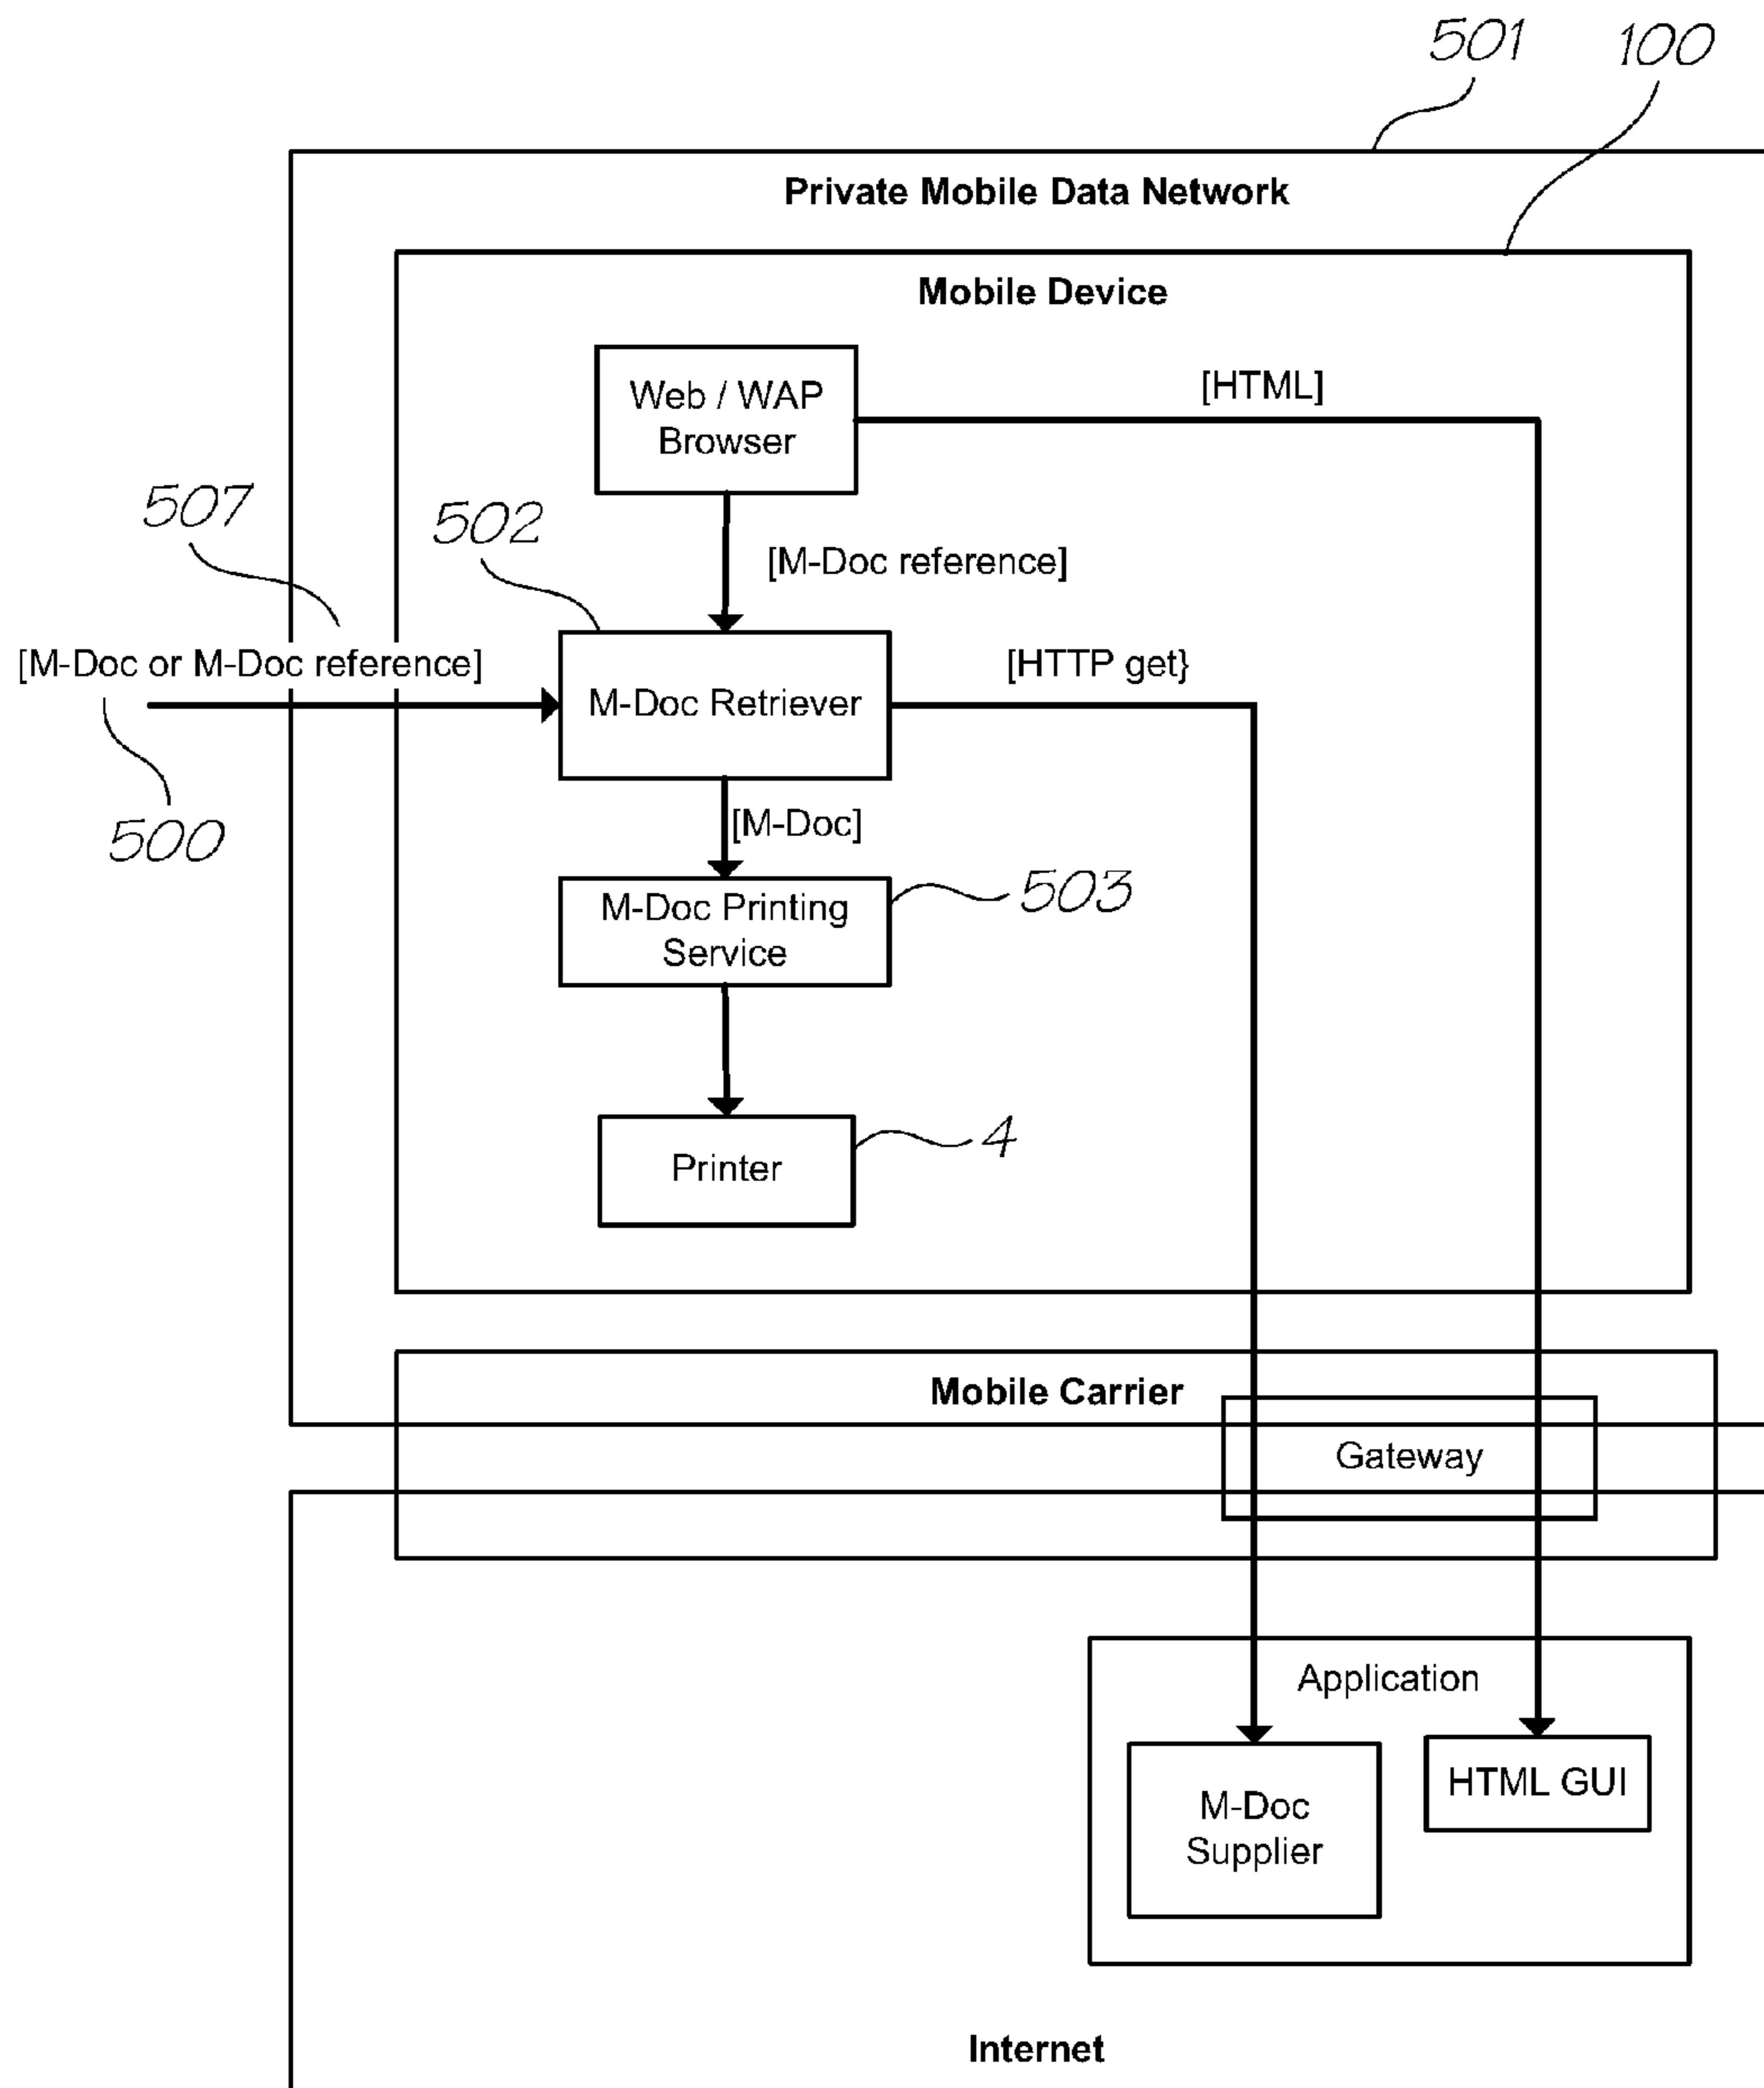 501
100
Private Mobile Data Network
Mobile Device
Web / WAP
Browser
[HTML]
507
502
[M-Doc reference]
[M-Doc or M-Doc reference]
M-Doc Retriever
[HTTP get}
500
[M-Doc]
M-Doc Printing
Service
503
Printer
4
Mobile Carrier
Gateway
Application
M-Doc
Supplier
HTML GUI
Internet